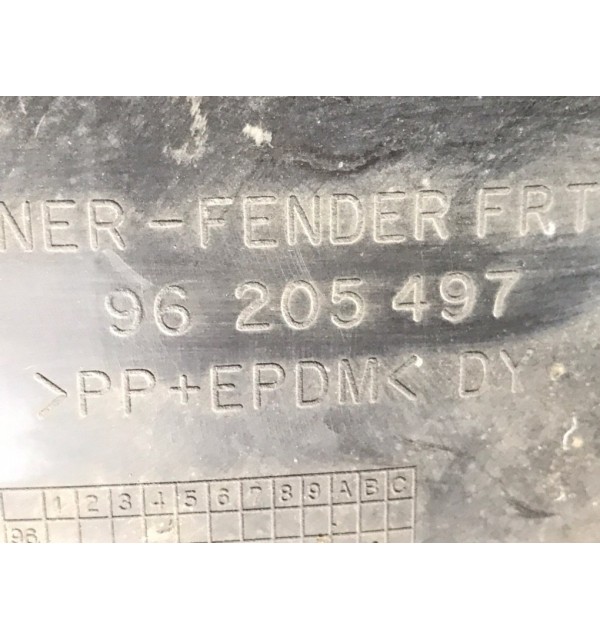 NER-FENDER FRT
96 205 497
>PP+EPDM< DY
1 2 3 4 5 6 7 8 9 A B C
96